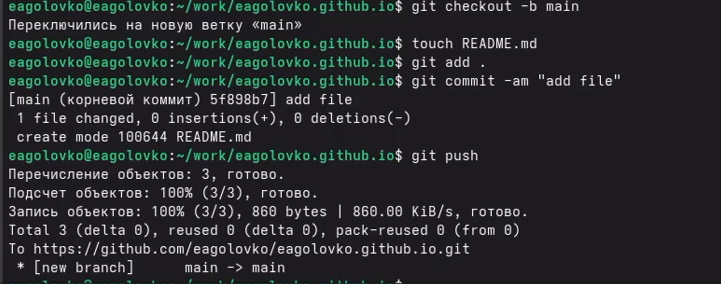 eagolovko@eagolovko:~/work/eagolovko.github.io$ git checkout -b main
Переключились на новую ветку «main»
eagolovko@eagolovko:~/work/eagolovko.github.io$ touch README.md
eagolovko@eagolovko:~/work/eagolovko.github.io$ git add .
eagolovko@eagolovko:~/work/eagolovko.github.io$ git commit -am "add file"
[main (корневой коммит) 5f898b7] add file
 1 file changed, 0 insertions(+), 0 deletions(-)
 create mode 100644 README.md
eagolovko@eagolovko:~/work/eagolovko.github.io$ git push
Перечисление объектов: 3, готово.
Подсчет объектов: 100% (3/3), готово.
Запись объектов: 100% (3/3), 860 bytes | 860.00 KiB/s, готово.
Total 3 (delta 0), reused 0 (delta 0), pack-reused 0 (from 0)
To https://github.com/eagolovko/eagolovko.github.io.git
 * [new branch]      main -> main